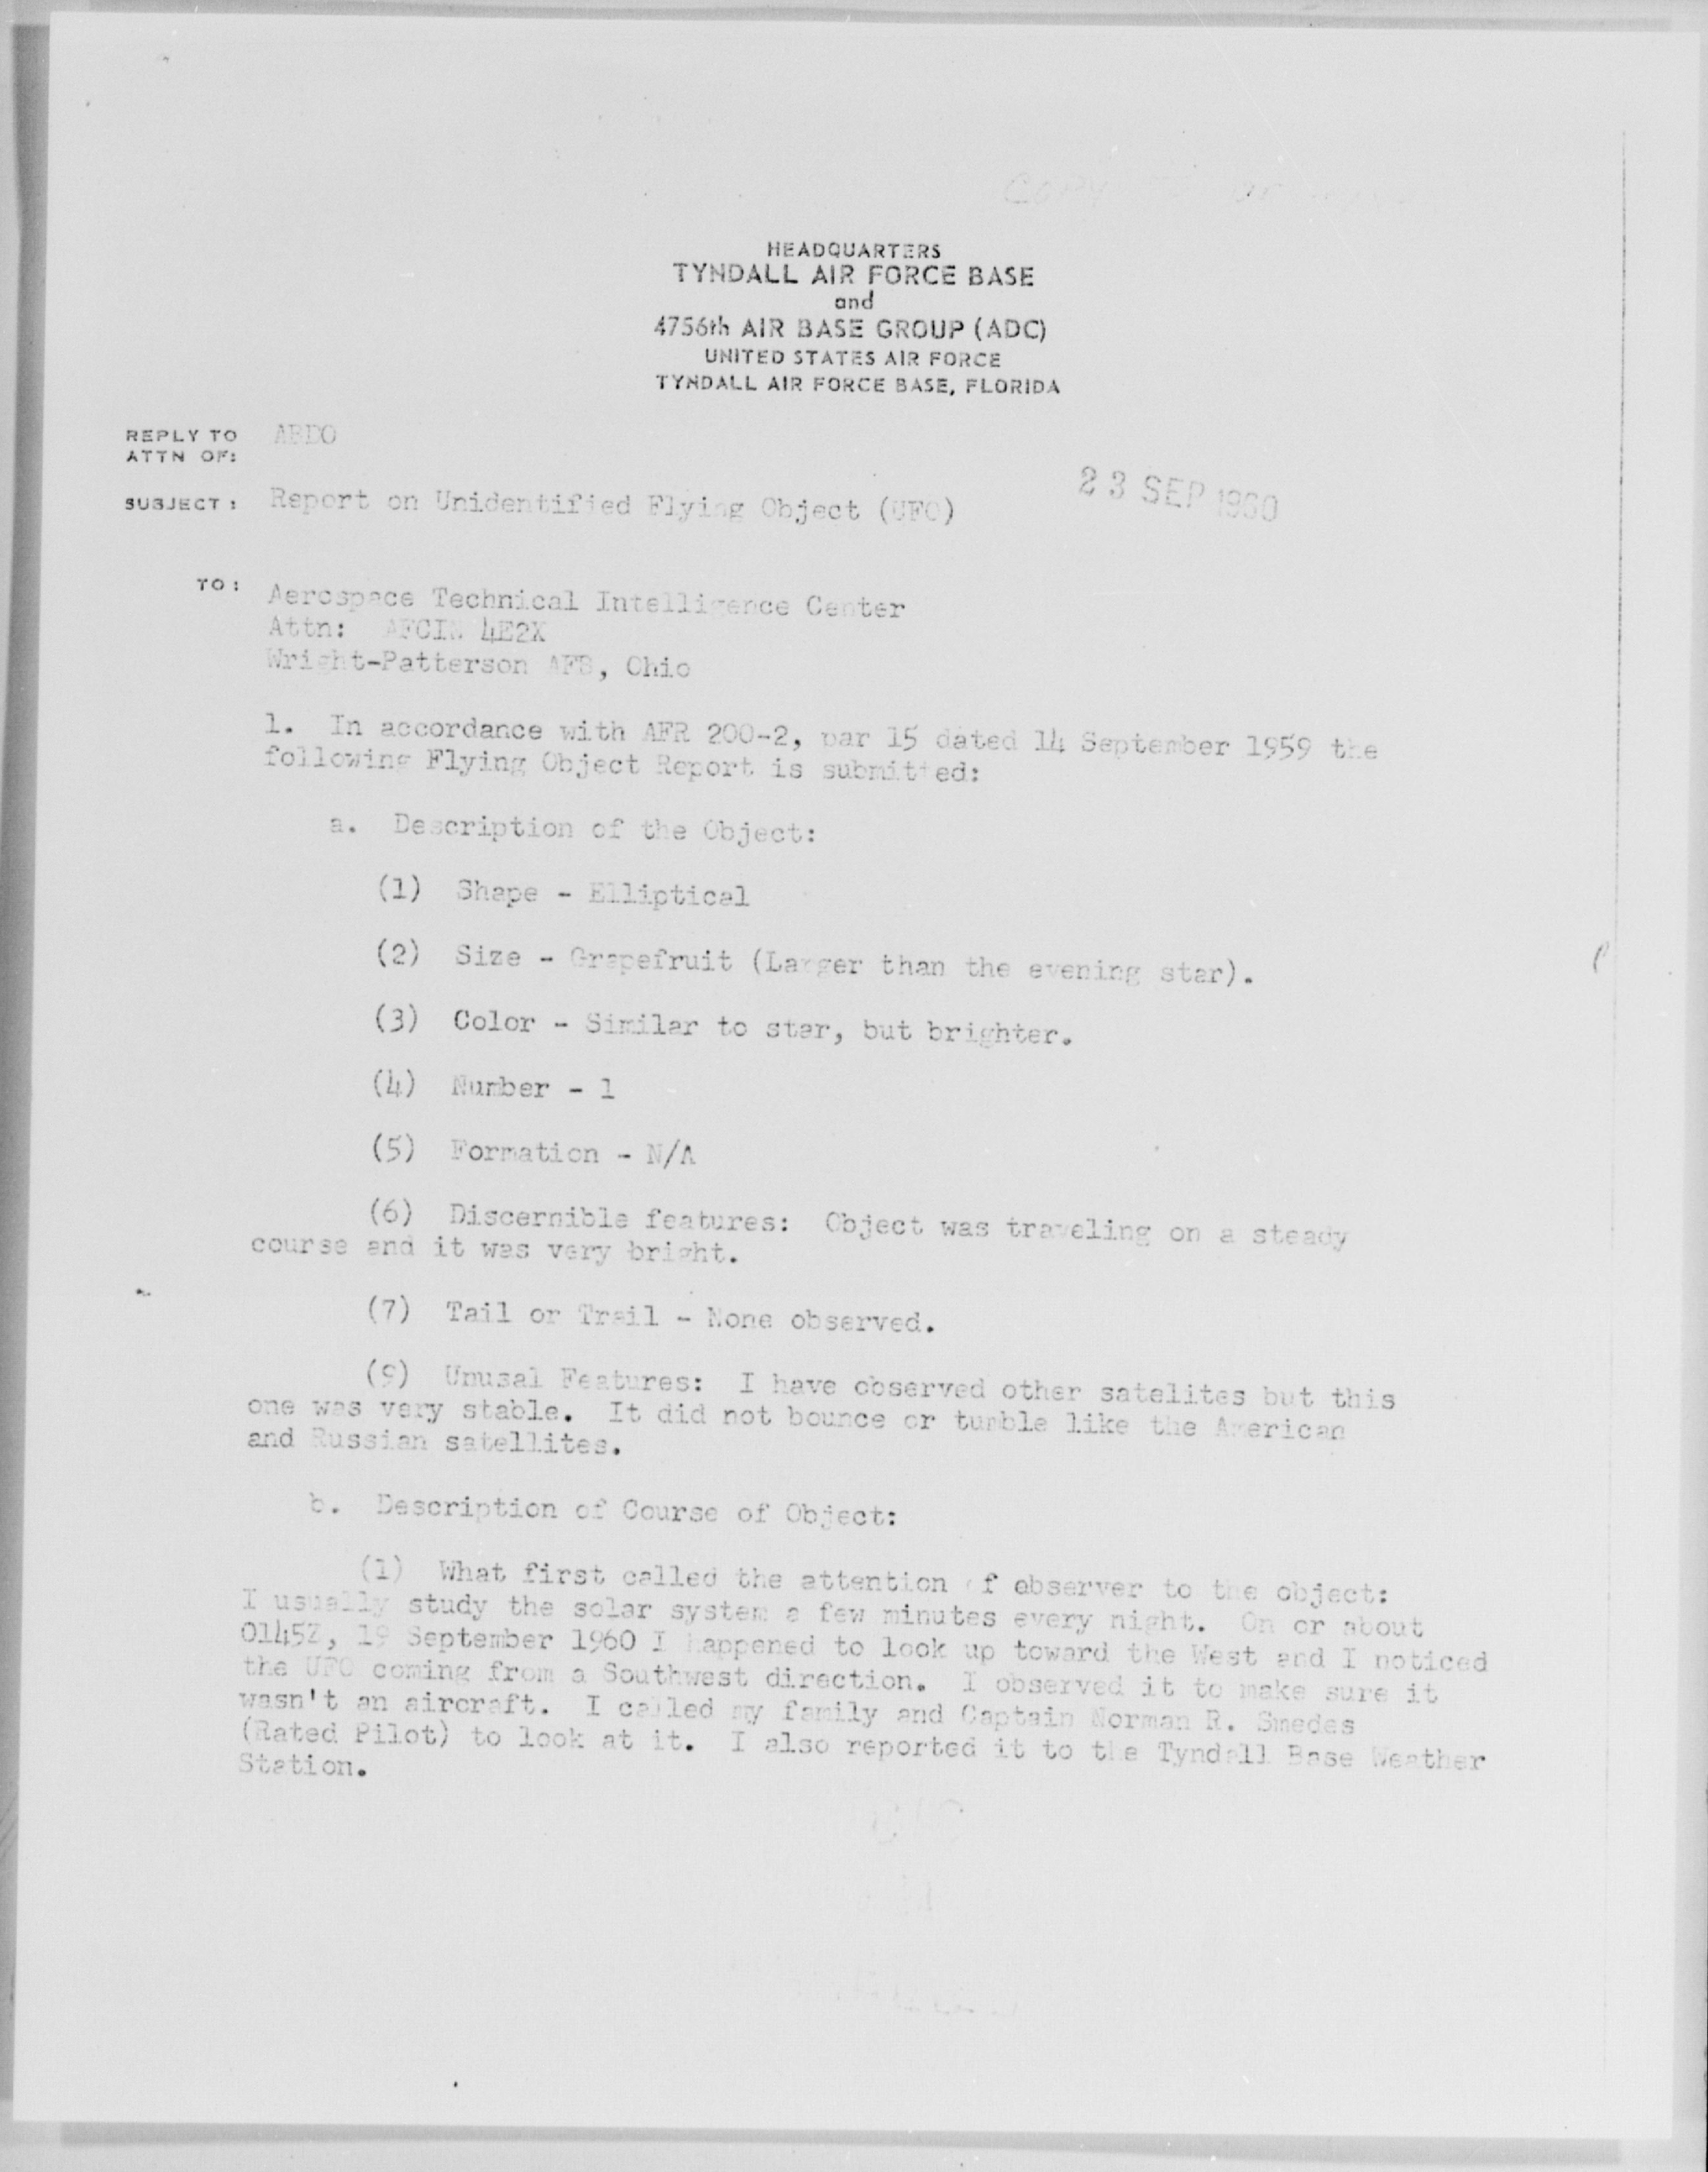 COPY
HEADQUARTERS
TYNDALL AIR FORCE BASE
and
4756th AIR BASE GROUP (ADC)
UNITED STATES AIR FORCE
TYNDALL AIR FORCE BASE, FLORIDA
REPLY TO ABDO
ATTN OF:
23 SEP 1960
SUBJECT: Report on Unidentified Flying Object (UFO)
TO: Aerospace Technical Intelligence Center
Attn: AFCIN 4E2X
Wright-Patterson AFB, Ohio
1. In accordance with AFR 200-2, par 15 dated 14 September 1959 the
following Flying Object Report is submitted:
a. Description of the Object:
(1) Shape - Elliptical
(2) Size - Grapefruit (Larger than the evening star).
(3) Color - Similar to star, but brighter.
(4) Number - 1
(5) Formation - N/A
(6) Discernible features: Object was traveling on a steady
course and it was very bright.
(7) Tail or Trail - None observed.
(9) Unusal Features: I have observed other satelites but this
one was very stable. It did not bounce or tumble like the American
and Russian satellites.
b. Description of Course of Object:
(1) What first called the attention of observer to the object:
I usually study the solar system a few minutes every night. On or about
0145Z, 19 September 1960 I happened to look up toward the West and I noticed
the UFO coming from a Southwest direction. I observed it to make sure it
wasn't an aircraft. I called my family and Captain Norman R. Smedes
(Rated Pilot) to look at it. I also reported it to the Tyndall Base Weather
Station.